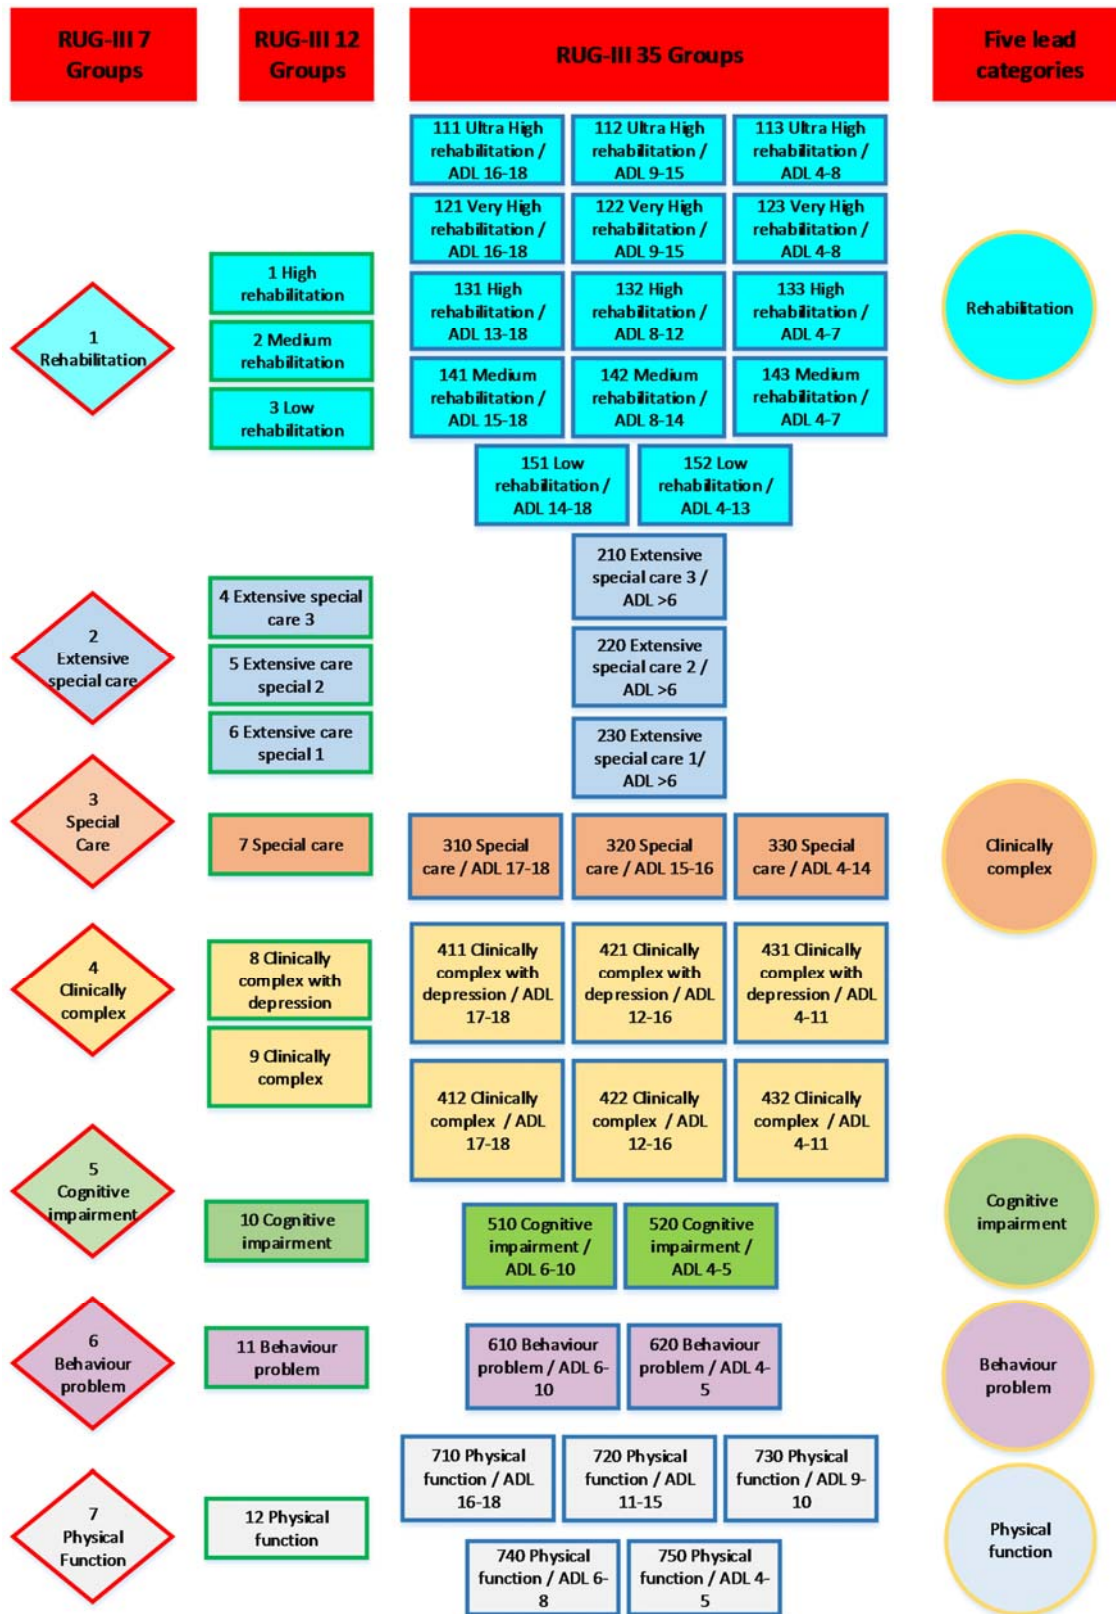 RUG-III 7
Groups
RUG-III 12
Groups
RUG-III 35 Groups
Five lead
categories
111 Ultra High
rehabilitation /
ADL 16-18
112 Ultra High
rehabilitation /
ADL 9-15
113 Ultra High
rehabilitation /
ADL 4-8
121 Very High
rehabilitation /
ADL 16-18
122 Very High
rehabilitation /
ADL 9-15
123 Very High
rehabilitation /
ADL 4-8
1 High
rehabilitation
131 High
rehabilitation /
ADL 13-18
132 High
rehabilitation /
ADL 8-12
133 High
rehabilitation /
ADL 4-7
Rehabilitation
1
Rehabilitation
2 Medium
rehabilitation
3 Low
rehabilitation
141 Medium
rehabilitation /
ADL 15-18
142 Medium
rehabilitation /
ADL 8-14
143 Medium
rehabilitation /
ADL 4-7
151 Low
rehabilitation /
ADL 14-18
152 Low
rehabilitation /
ADL 4-13
2
Extensive
special care
4 Extensive special
care 3
5 Extensive care
special 2
6 Extensive care
special 1
210 Extensive
special care 3 /
ADL >6
220 Extensive
special care 2 /
ADL >6
230 Extensive
special care 1/
ADL >6
3
Special
Care
7 Special care
310 Special
care / ADL 17-18
320 Special
care / ADL 15-16
330 Special
care / ADL 4-14
Clinically
complex
4
Clinically
complex
8 Clinically
complex with
depression
9 Clinically
complex
411 Clinically
complex with
depression / ADL
17-18
421 Clinically
complex with
depression / ADL
12-16
431 Clinically
complex with
depression / ADL
4-11
412 Clinically
complex / ADL
17-18
422 Clinically
complex / ADL
12-16
432 Clinically
complex / ADL
4-11
5
Cognitive
impairment
10 Cognitive
impairment
510 Cognitive
impairment /
ADL 6-10
520 Cognitive
impairment /
ADL 4-5
Cognitive
impairment
6
Behaviour
problem
11 Behaviour
problem
610 Behaviour
problem / ADL 6-
10
620 Behaviour
problem / ADL 4-
5
Behaviour
problem
7
Physical
Function
12 Physical
function
710 Physical
function / ADL
16-18
720 Physical
function / ADL
11-15
730 Physical
function / ADL 9-
10
740 Physical
function / ADL 6-
8
750 Physical
function / ADL 4-
5
Physical
function